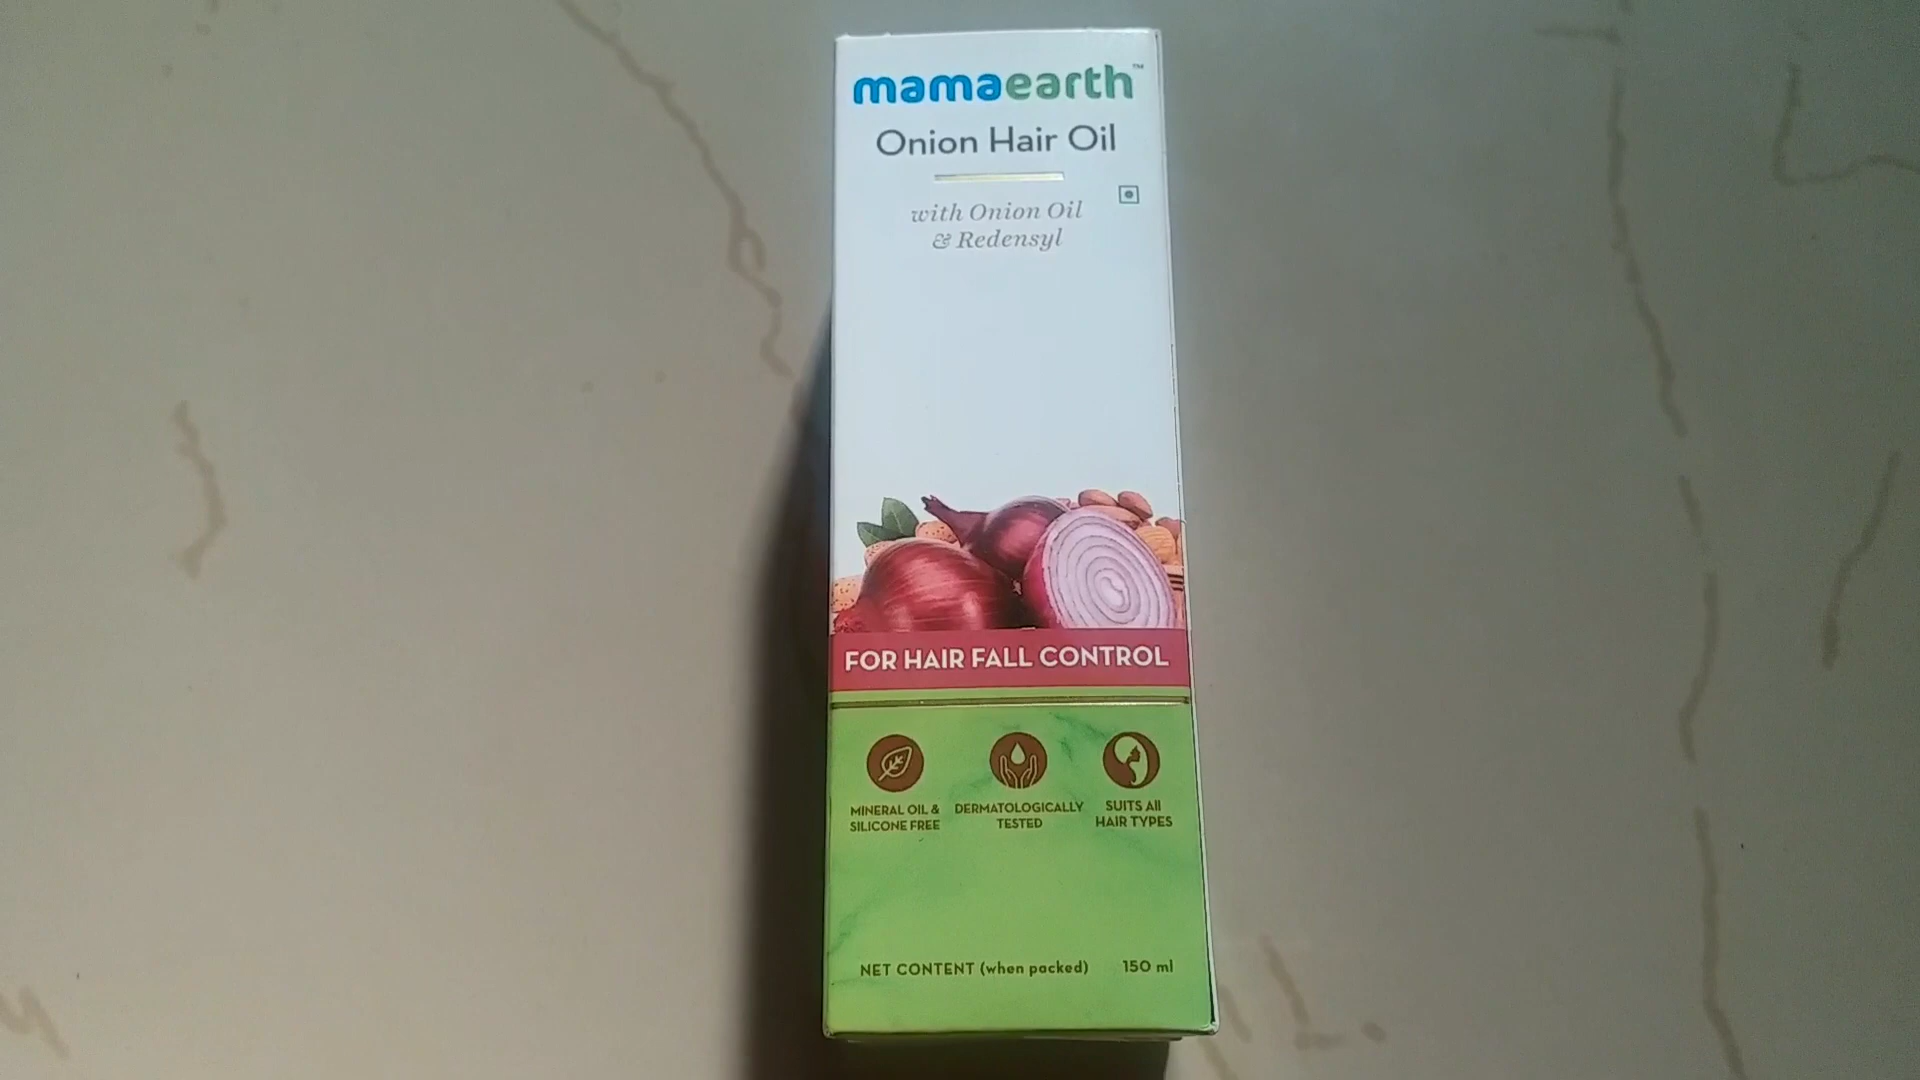 mamaearth™
Onion Hair Oil
with Onion Oil
& Redensyl
FOR HAIR FALL CONTROL
MINERAL OIL &
SILICONE FREE
DERMATOLOGICALLY
TESTED
SUITS All
HAIR TYPES
NET CONTENT (when packed) 150 ml